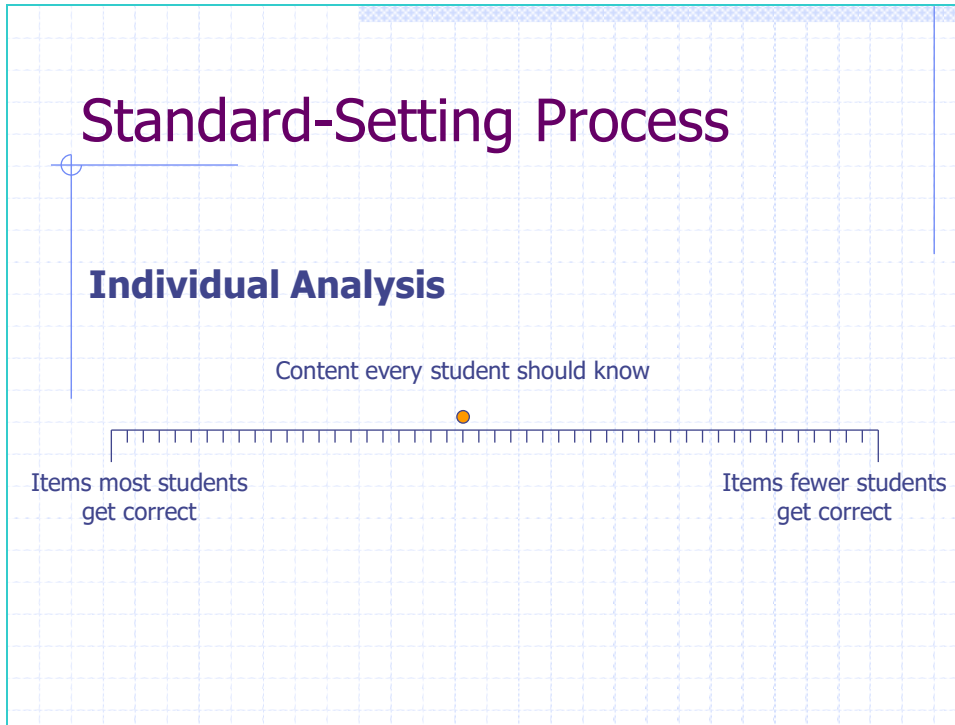 Standard-Setting Process
Individual Analysis
Content every student should know
Items most students
get correct
Items fewer students
get correct